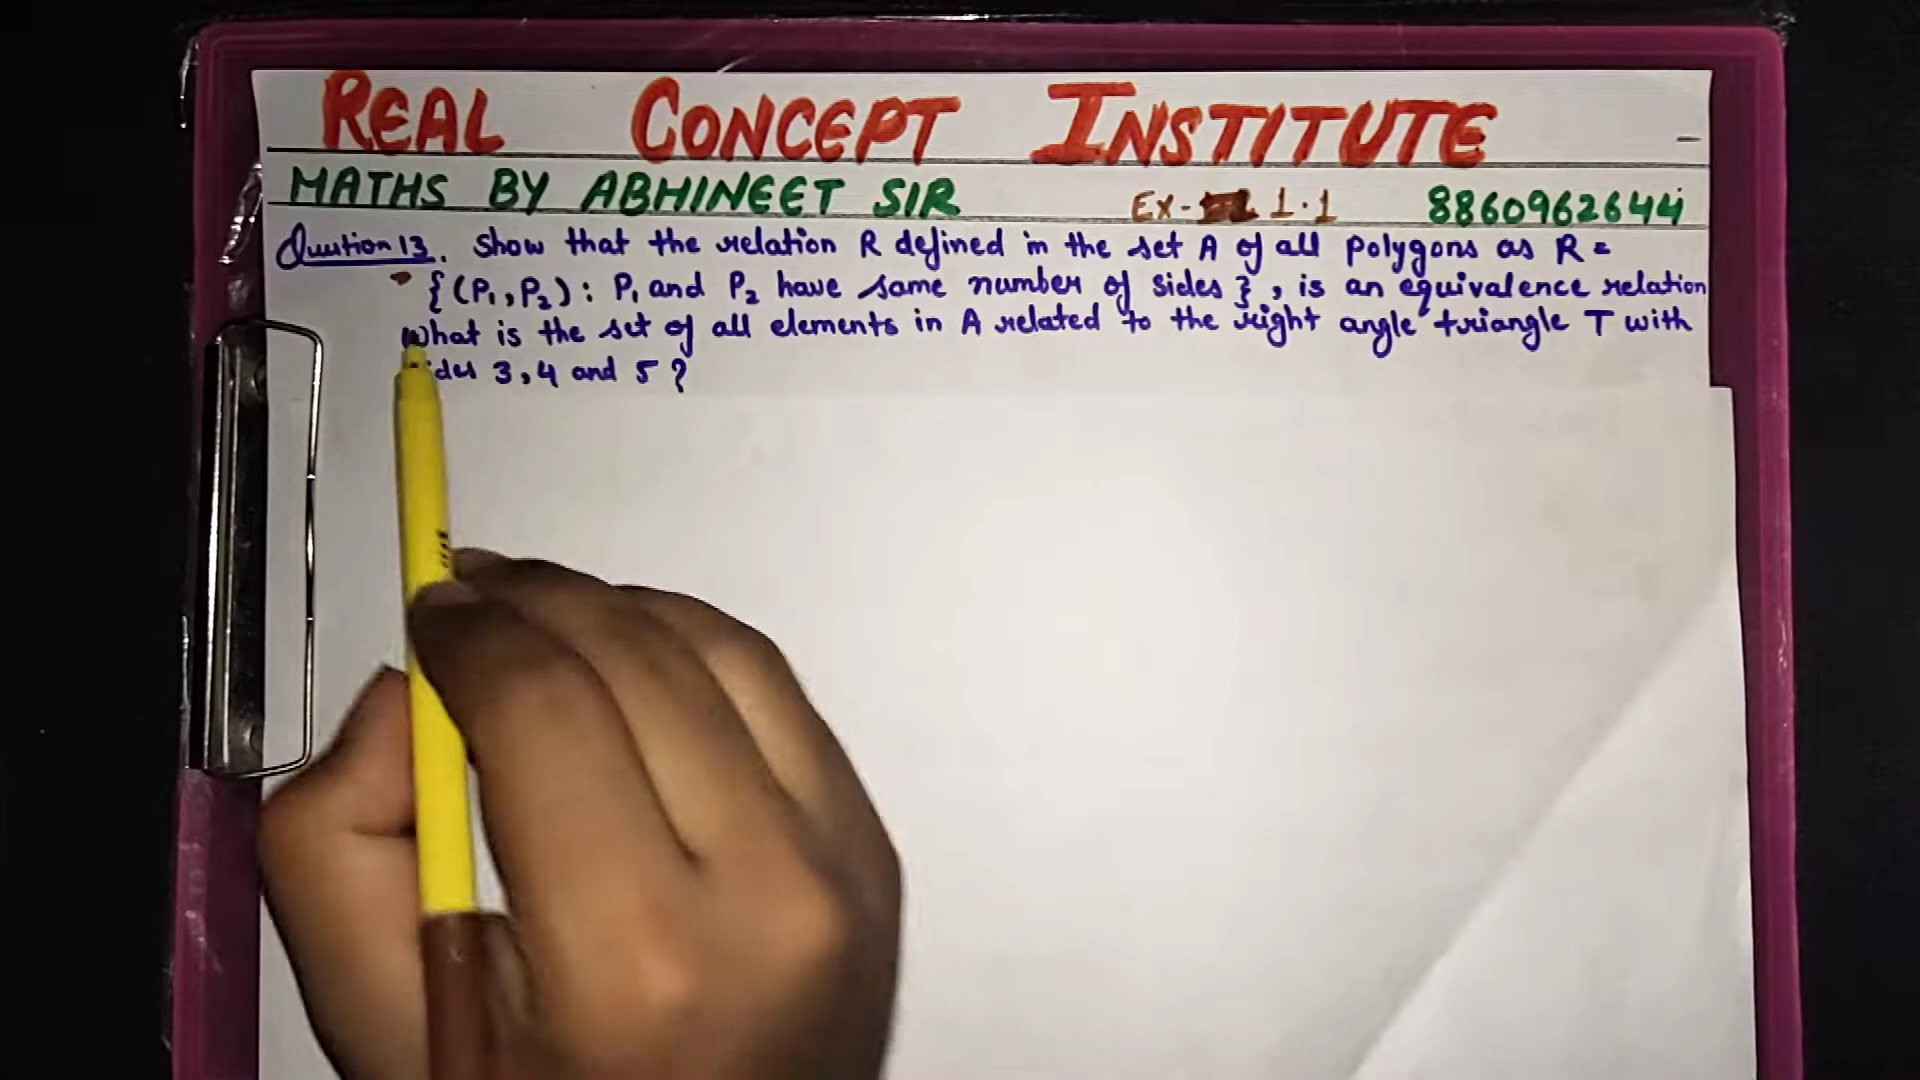 REAL CONCEPT INSTITUTE
MATHS BY ABHINEET SIR EX- 1.1 8860962644
Question 13. Show that the relation R defined in the set A of all polygons as R =
{(P₁, P₂): P₁ and P₂ have same number of sides}, is an equivalence relation
What is the set of all elements in A related to the right angle triangle T with
sides 3, 4 and 5 ?